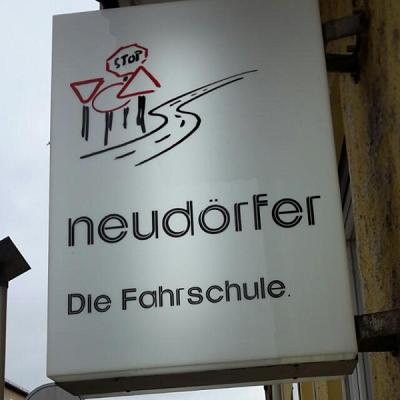 STOP
neudörfer
Die Fahrschule.